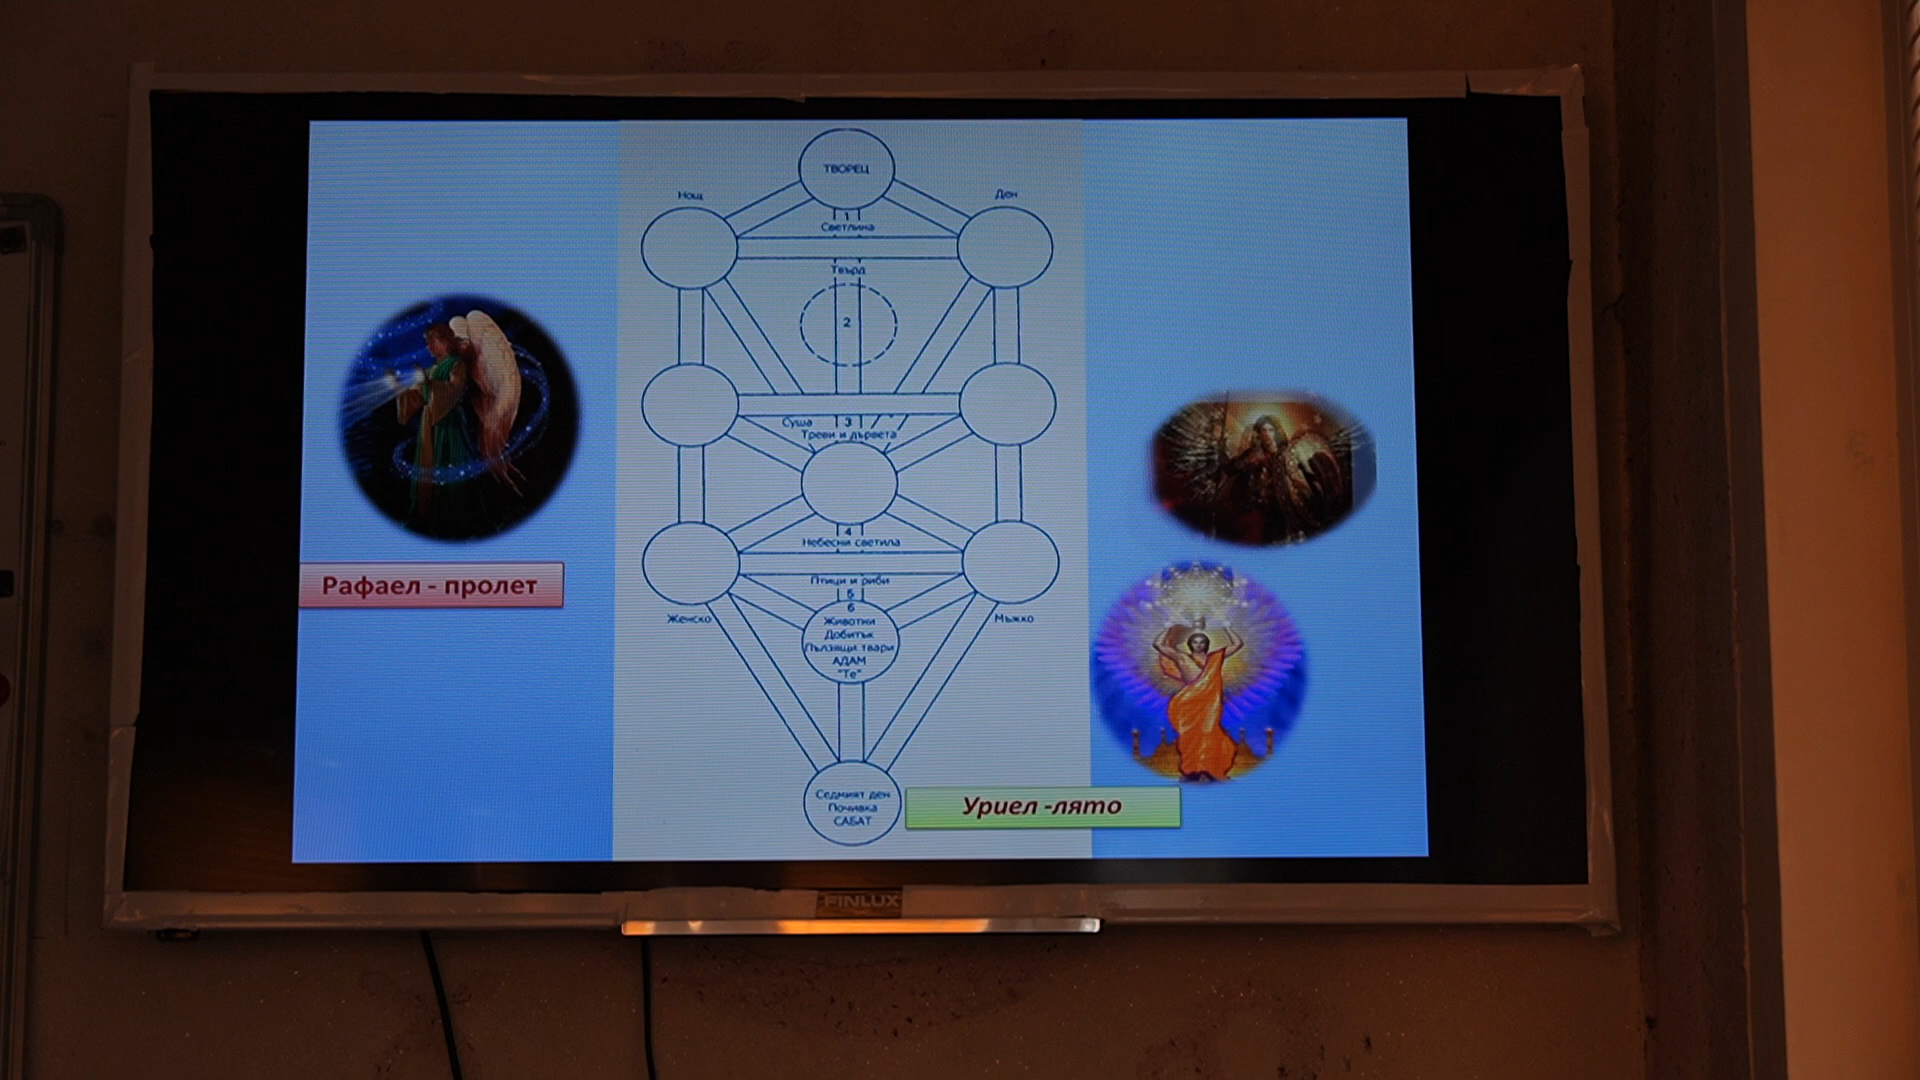 ТВОРЕЦ
Нощ
Ден
1
Светлина
Твърд
2
Суша
3
Треви и дървета
4
Небесни светила
Птици и риби
5
6
Женско
Мъжко
Животни
Добитък
Пълзящи твари
АДАМ
"Те"
Седмият ден
Почивка
САБАТ
Рафаел - пролет
Уриел -лято
FINLUX